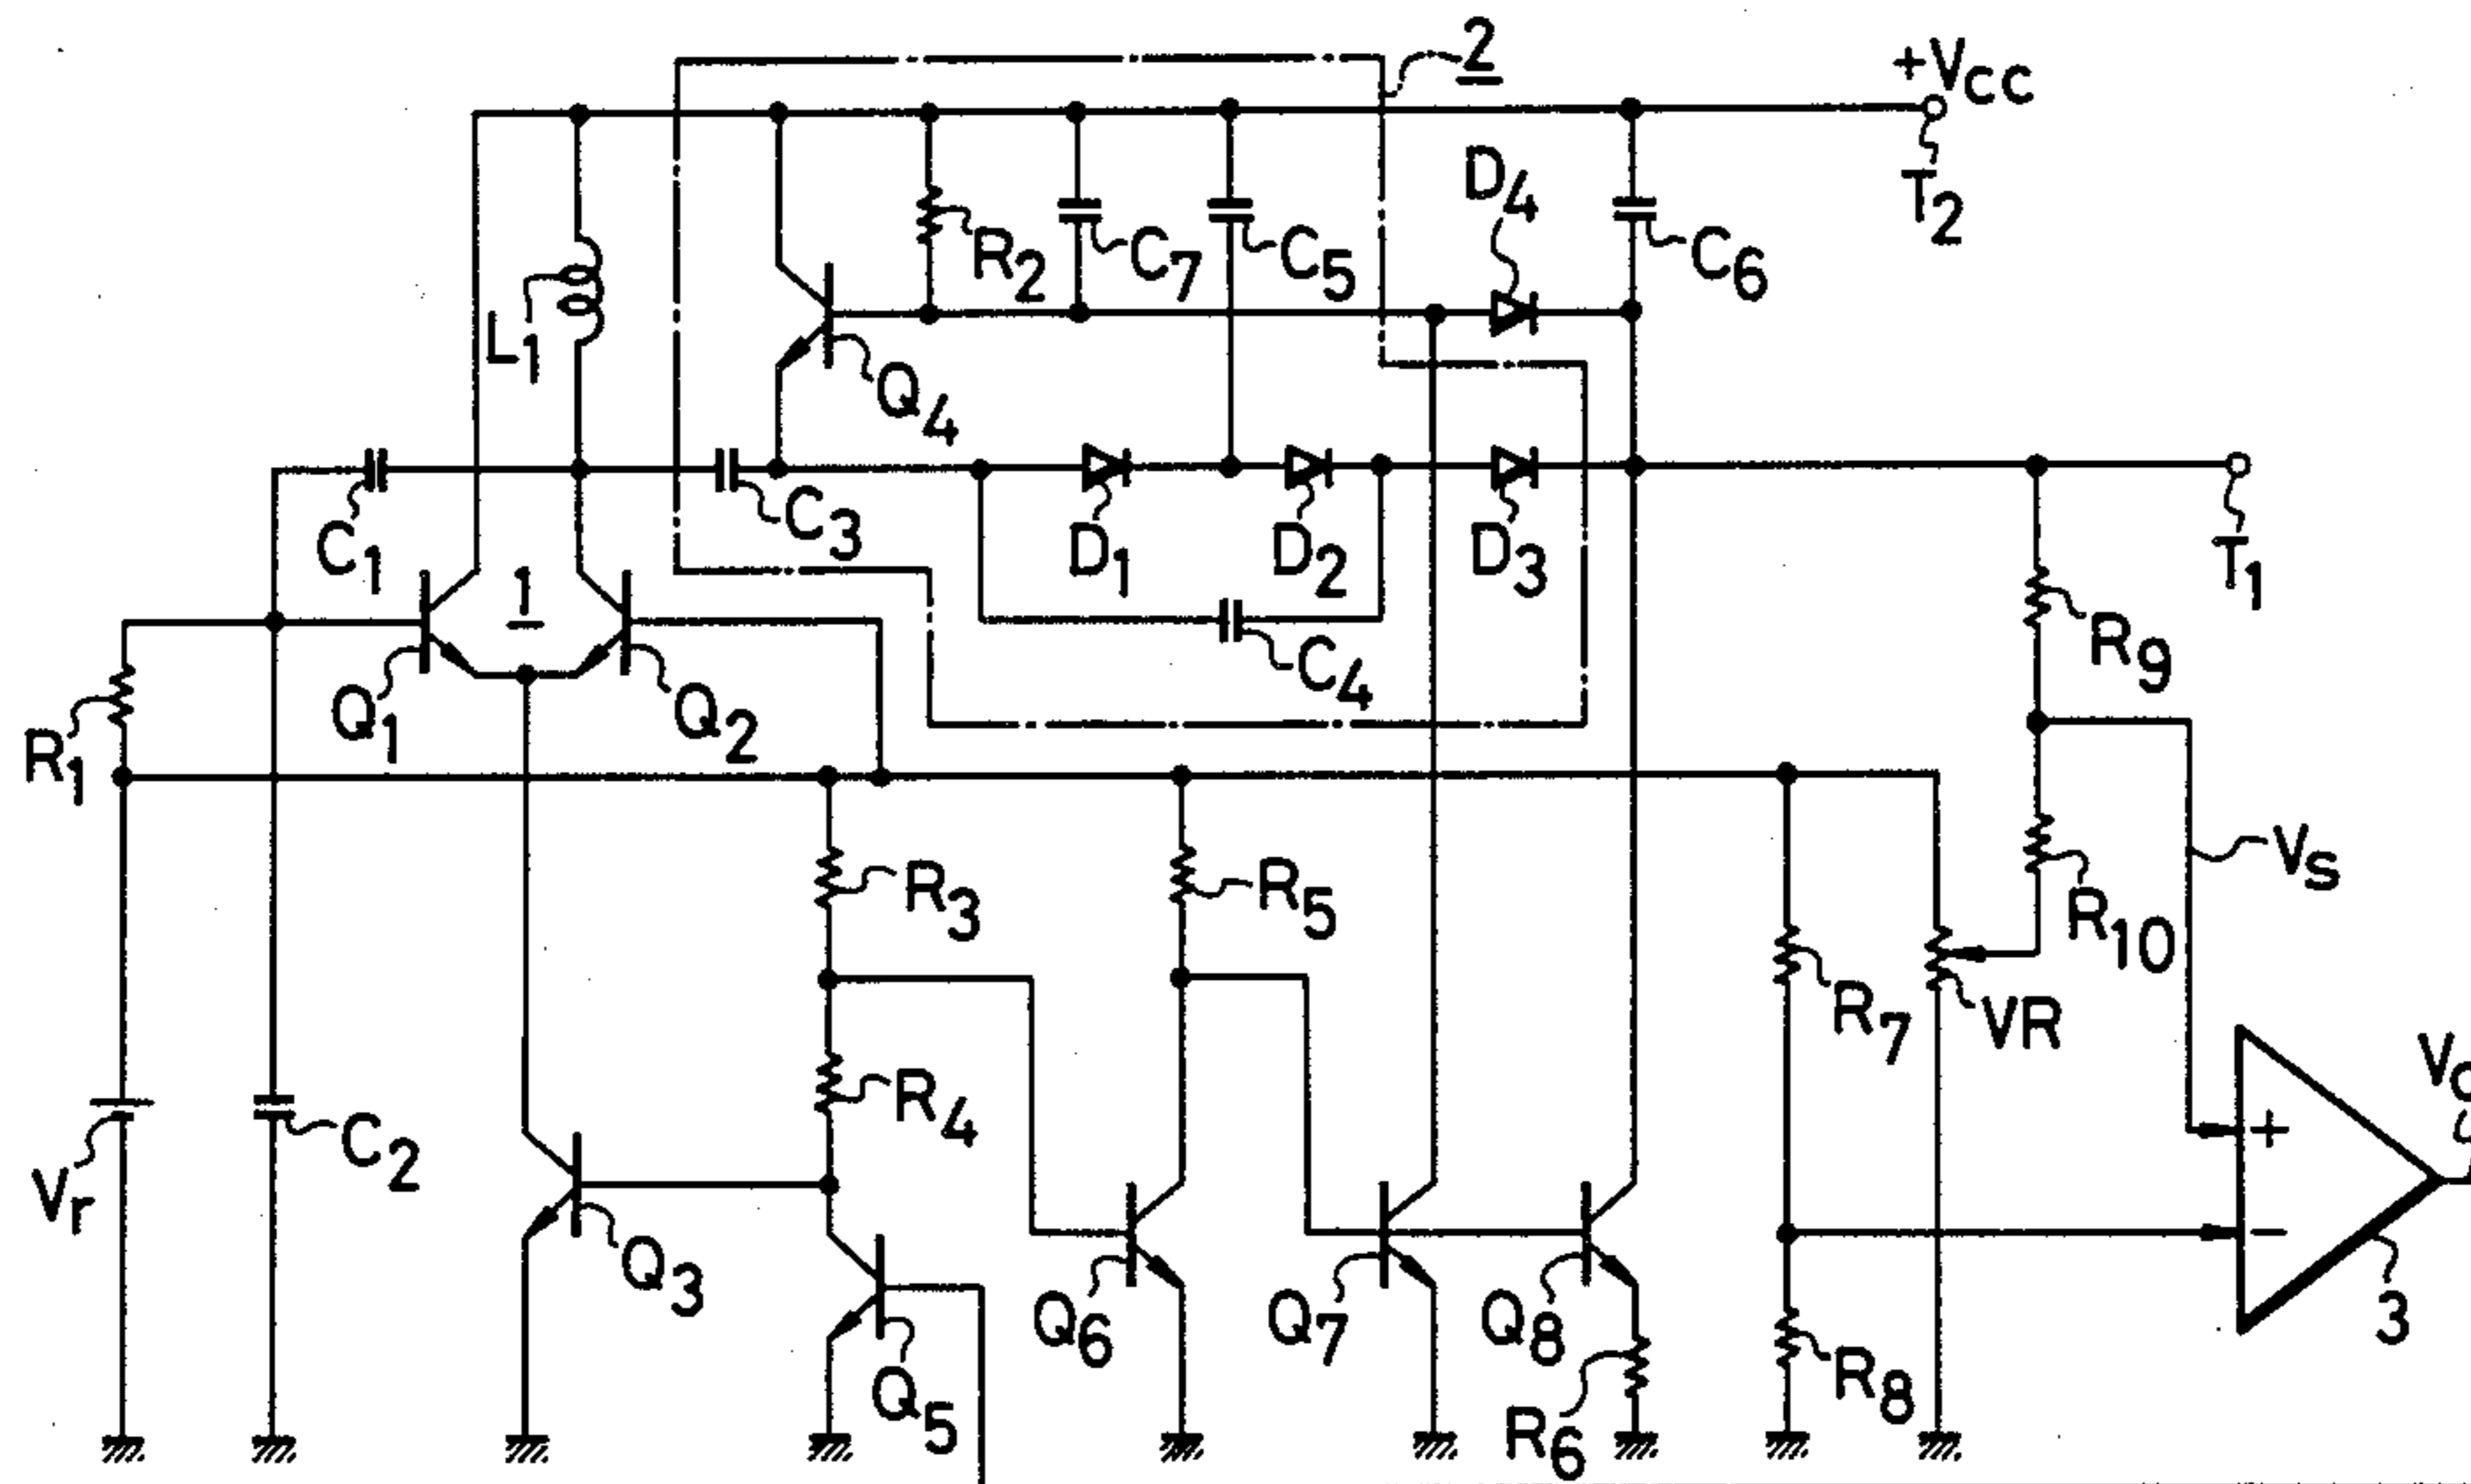 2
+VCC
T2
D4
R2
C7
C5
C6
L1
Q4
C1
C3
D1
D2
D3
T1
1
C4
R9
R1
Q1
Q2
R3
R5
R10
VS
R7
VR
R4
C2
Vr
Q3
Q6
Q7
Q8
3
Q5
R6
R8
+
−